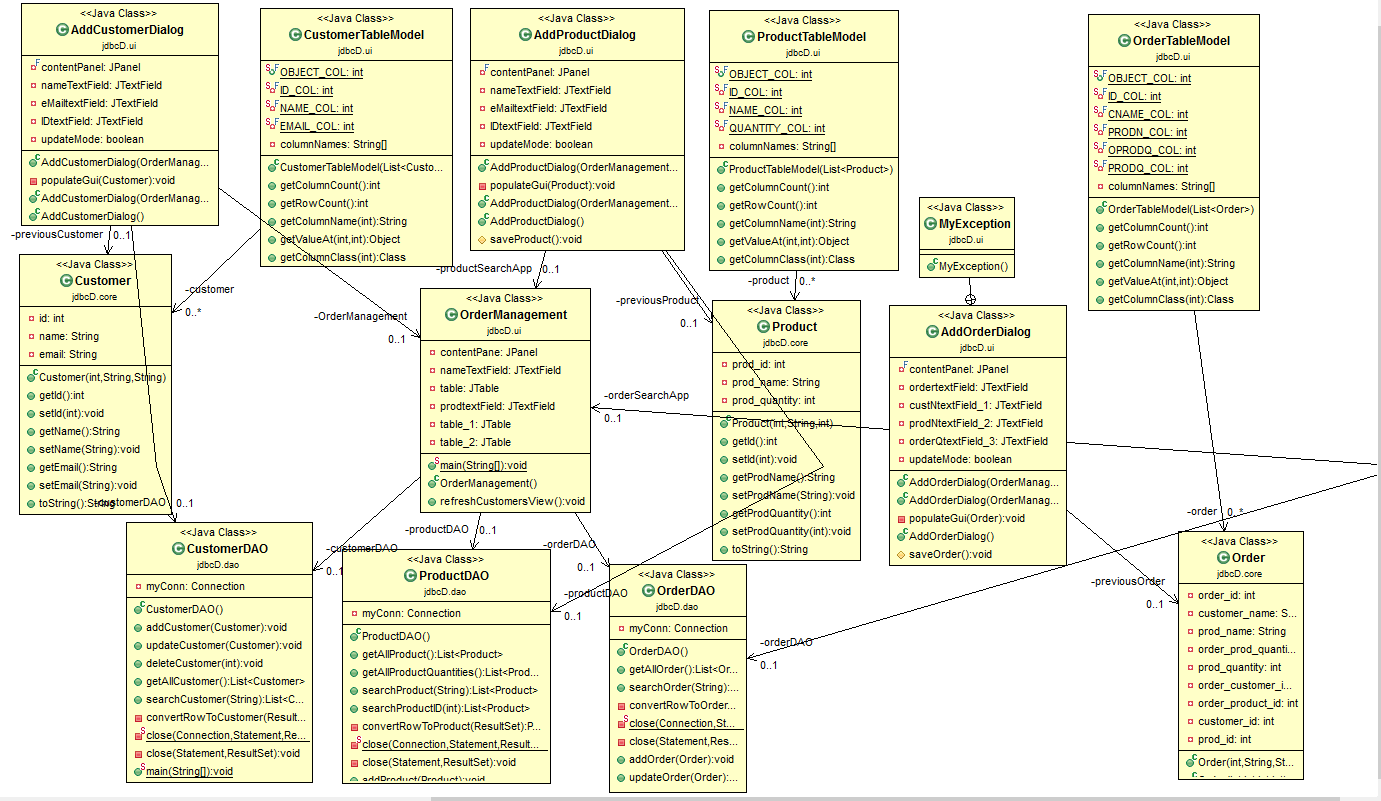 <<Java Class>>
AddCustomerDialog
jdbcD.ui
contentPanel: JPanel
nameTextField: JTextField
eMailtextField: JTextField
IDtextField: JTextField
updateMode: boolean
AddCustomerDialog(OrderManag...
populateGui(Customer):void
AddCustomerDialog(OrderManag...
AddCustomerDialog()
<<Java Class>>
CustomerTableModel
jdbcD.ui
OBJECT_COL: int
ID_COL: int
NAME_COL: int
EMAIL_COL: int
columnNames: String[]
CustomerTableModel(List<Custo...
getColumnCount():int
getRowCount():int
getColumnName(int):String
getValueAt(int,int):Object
getColumnClass(int):Class
<<Java Class>>
AddProductDialog
jdbcD.ui
contentPanel: JPanel
nameTextField: JTextField
eMailtextField: JTextField
IDtextField: JTextField
updateMode: boolean
AddProductDialog(OrderManagement...
populateGui(Product):void
AddProductDialog(OrderManagement...
AddProductDialog()
saveProduct():void
<<Java Class>>
ProductTableModel
jdbcD.ui
OBJECT_COL: int
ID_COL: int
NAME_COL: int
QUANTITY_COL: int
columnNames: String[]
ProductTableModel(List<Product>)
getColumnCount():int
getRowCount():int
getColumnName(int):String
getValueAt(int,int):Object
getColumnClass(int):Class
<<Java Class>>
MyException
jdbcD.ui
MyException()
<<Java Class>>
OrderTableModel
jdbcD.ui
OBJECT_COL: int
ID_COL: int
CNAME_COL: int
PRODN_COL: int
OPRODQ_COL: int
PRODQ_COL: int
columnNames: String[]
OrderTableModel(List<Order>)
getColumnCount():int
getRowCount():int
getColumnName(int):String
getValueAt(int,int):Object
getColumnClass(int):Class
-previousCustomer 0..1
-customer
0..*
-OrderManagement
0..1
-productSearchApp 0..1
-previousProduct
0..1
-product 0..*
-orderSearchApp
0..1
<<Java Class>>
Customer
jdbcD.core
id: int
name: String
email: String
Customer(int,String,String)
getId():int
setId(int):void
getName():String
setName(String):void
getEmail():String
setEmail(String):void
toString():String
-customerDAO 0..1
<<Java Class>>
OrderManagement
jdbcD.ui
contentPane: JPanel
nameTextField: JTextField
table: JTable
prodtextField: JTextField
table_1: JTable
table_2: JTable
main(String[]):void
OrderManagement()
refreshCustomersView():void
<<Java Class>>
Product
jdbcD.core
prod_id: int
prod_name: String
prod_quantity: int
Product(int,String,int)
getId():int
setId(int):void
getProdName():String
setProdName(String):void
getProdQuantity():int
setProdQuantity(int):void
toString():String
<<Java Class>>
AddOrderDialog
jdbcD.ui
contentPanel: JPanel
ordertextField: JTextField
custNtextField_1: JTextField
prodNtextField_2: JTextField
orderQtextField_3: JTextField
updateMode: boolean
AddOrderDialog(OrderManag...
AddOrderDialog(OrderManag...
populateGui(Order):void
AddOrderDialog()
saveOrder():void
-order 0..*
-previousOrder
0..1
-customerDAO
0..1
-productDAO 0..1
-orderDAO
0..1
-productDAO
0..1
-orderDAO
0..1
<<Java Class>>
CustomerDAO
jdbcD.dao
myConn: Connection
CustomerDAO()
addCustomer(Customer):void
updateCustomer(Customer):void
deleteCustomer(int):void
getAllCustomer():List<Customer>
searchCustomer(String):List<C...
convertRowToCustomer(Result...
close(Connection,Statement,Re...
close(Statement,ResultSet):void
main(String[]):void
<<Java Class>>
ProductDAO
jdbcD.dao
myConn: Connection
ProductDAO()
getAllProduct():List<Product>
getAllProductQuantities():List<Prod...
searchProduct(String):List<Product>
searchProductID(int):List<Product>
convertRowToProduct(ResultSet):P...
close(Connection,Statement,Result...
close(Statement,ResultSet):void
addProduct(Product):void
<<Java Class>>
OrderDAO
jdbcD.dao
myConn: Connection
OrderDAO()
getAllOrder():List<Or...
searchOrder(String):...
convertRowToOrder...
close(Connection,St...
close(Statement,Res...
addOrder(Order):void
updateOrder(Order):...
<<Java Class>>
Order
jdbcD.core
order_id: int
customer_name: S...
prod_name: String
order_prod_quanti...
prod_quantity: int
order_customer_i...
order_product_id: int
customer_id: int
prod_id: int
Order(int,String,St...